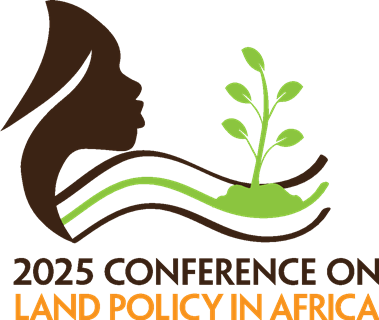 2025 CONFERENCE ON
LAND POLICY IN AFRICA